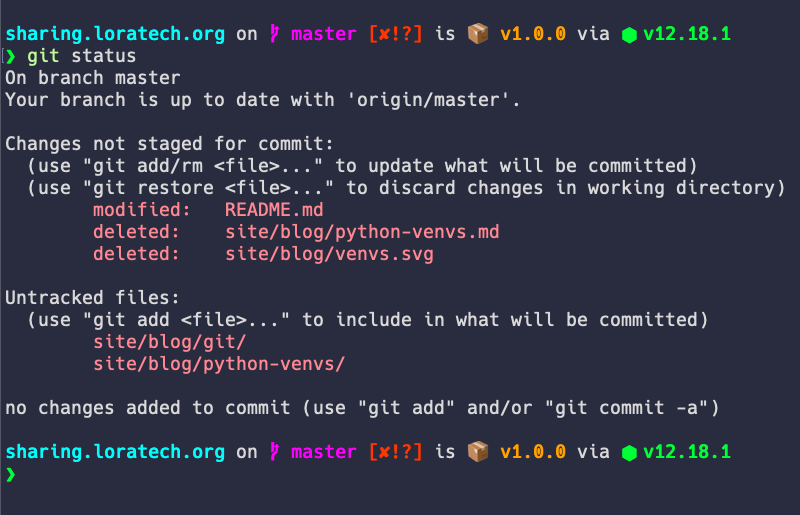 sharing.loratech.org on master [✘!?] is 📦 v1.0.0 via ⬢ v12.18.1
❯ git status
On branch master
Your branch is up to date with 'origin/master'.
Changes not staged for commit:
(use "git add/rm <file>..." to update what will be committed)
(use "git restore <file>..." to discard changes in working directory)
modified: README.md
deleted: site/blog/python-venvs.md
deleted: site/blog/venvs.svg
Untracked files:
(use "git add <file>..." to include in what will be committed)
site/blog/git/
site/blog/python-venvs/
no changes added to commit (use "git add" and/or "git commit -a")
sharing.loratech.org on master [✘!?] is 📦 v1.0.0 via ⬢ v12.18.1
❯